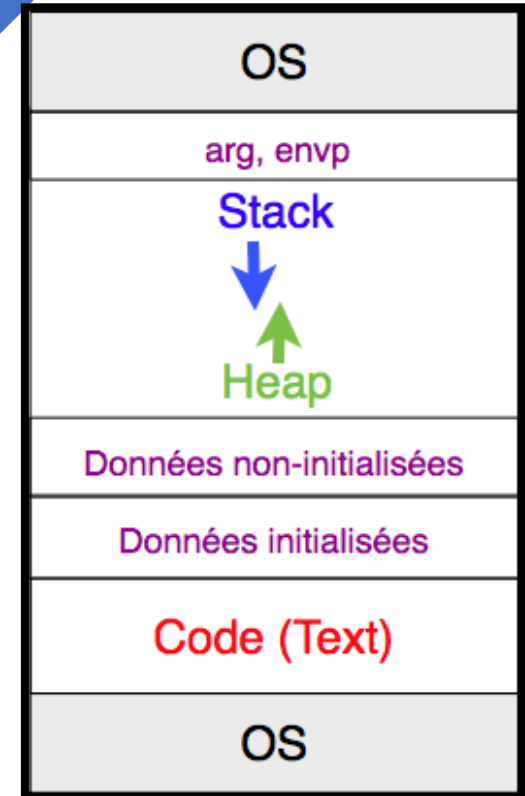 OS
arg, envp
Stack
Heap
Données non-initialisées
Données initialisées
Code (Text)
OS